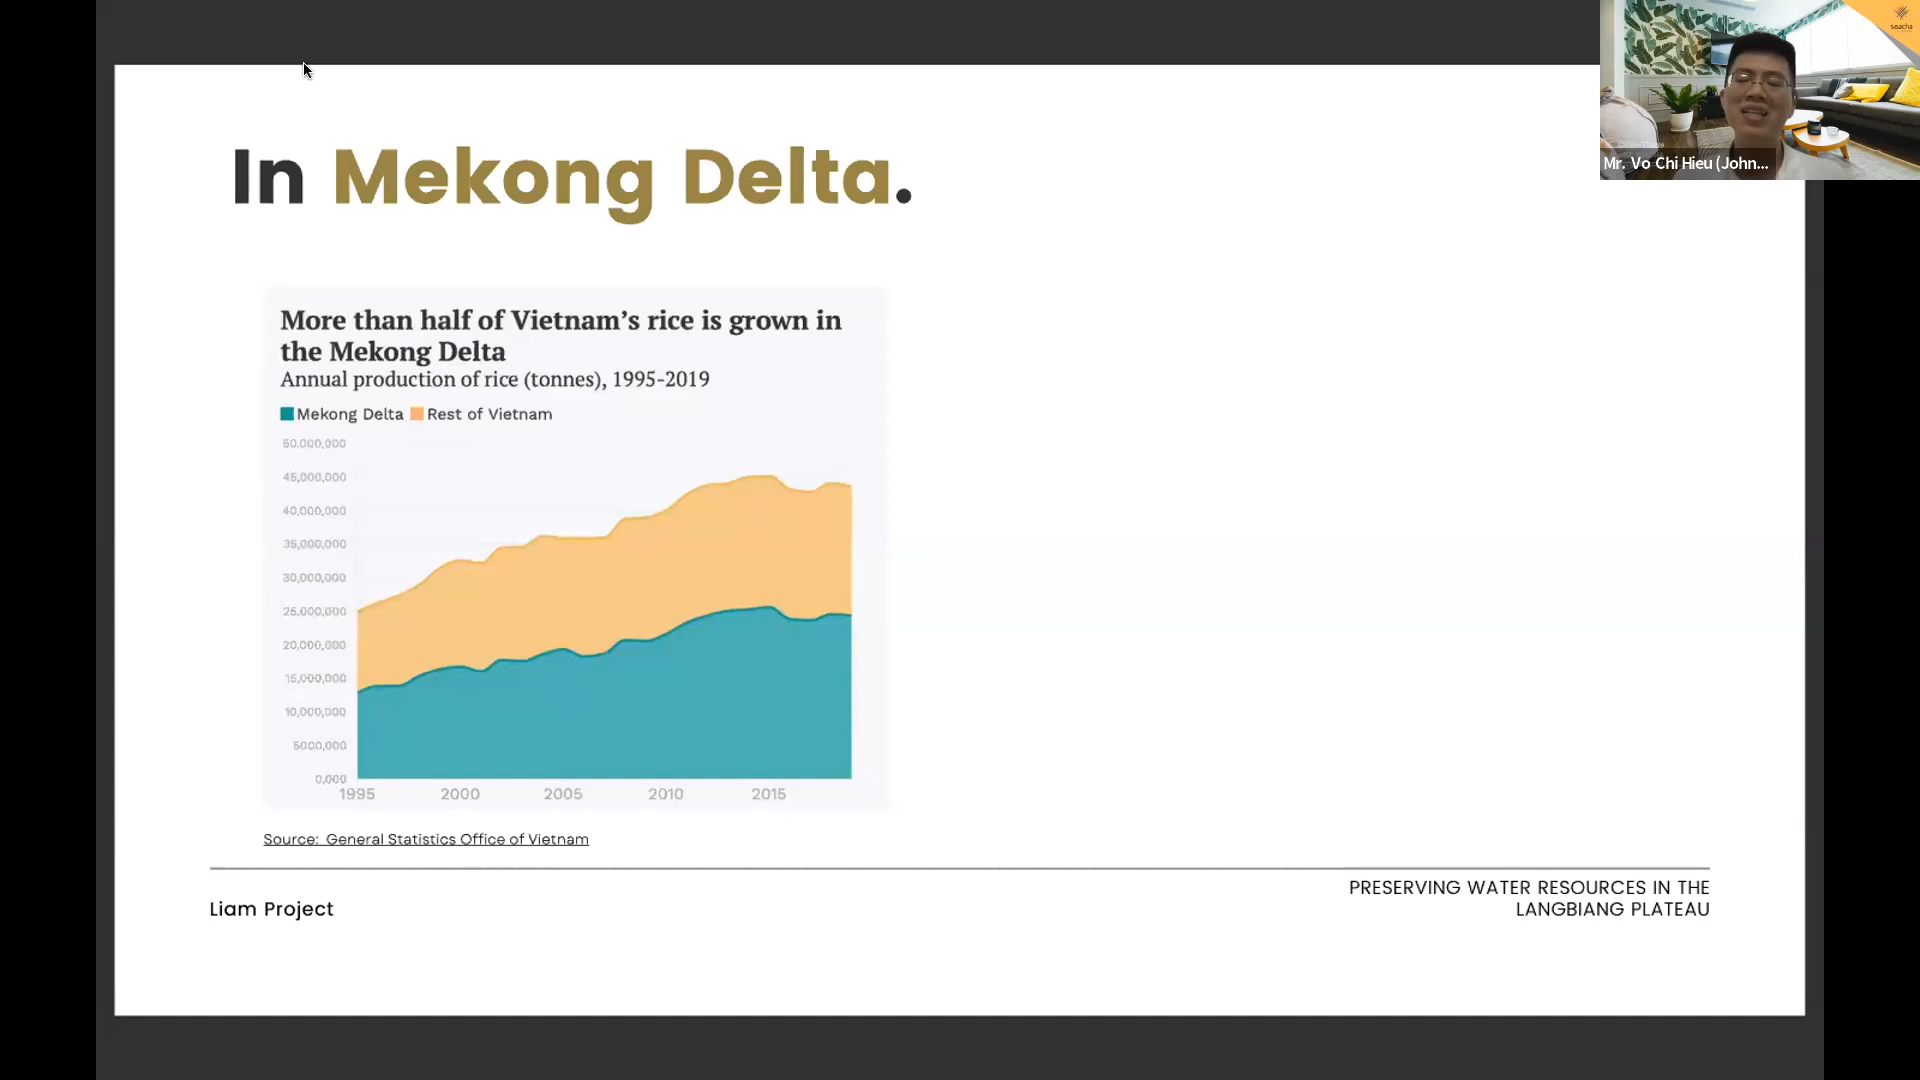 seacha
Mr. Vo Chi Hieu (John...
In Mekong Delta.
More than half of Vietnam’s rice is grown in
the Mekong Delta
Annual production of rice (tonnes), 1995-2019
Mekong Delta Rest of Vietnam
50,000,000
45,000,000
40,000,000
35,000,000
30,000,000
25,000,000
20,000,000
15,000,000
10,000,000
5000,000
0,000
1995 2000 2005 2010 2015
Source: General Statistics Office of Vietnam
Liam Project
PRESERVING WATER RESOURCES IN THE
LANGBIANG PLATEAU